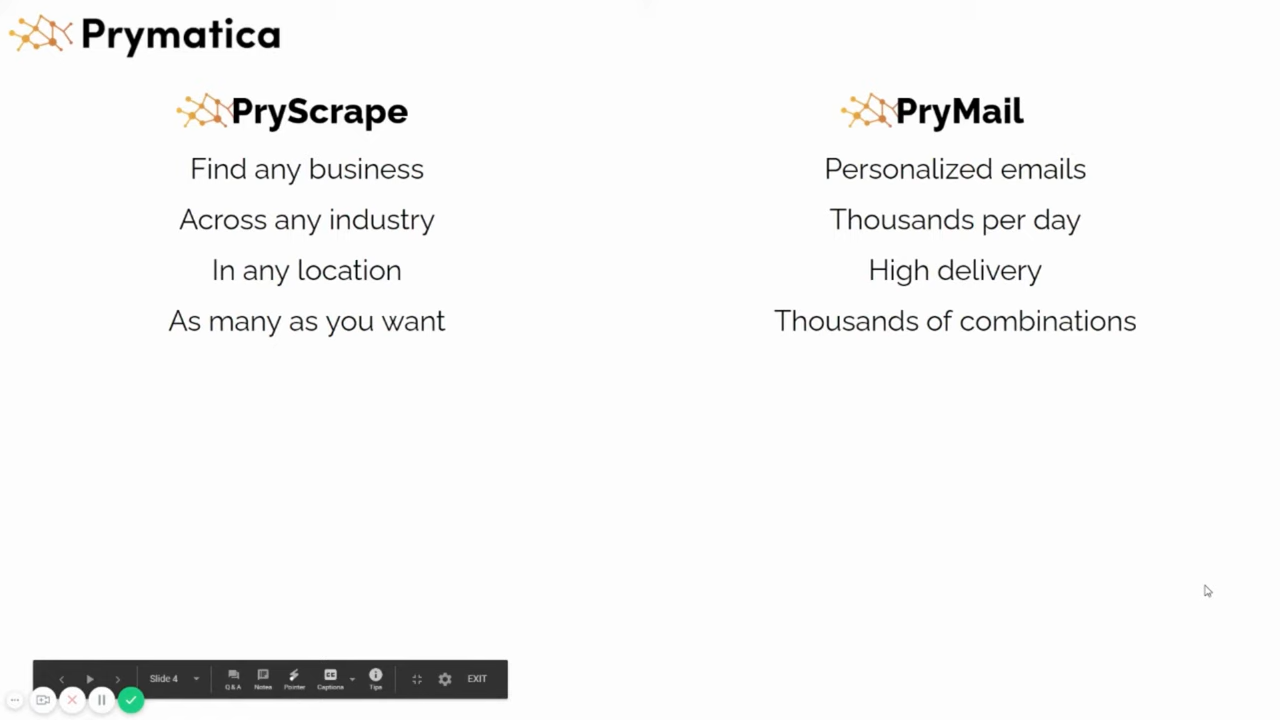 Prymatica
PryScrape
Find any business
Across any industry
In any location
As many as you want
PryMail
Personalized emails
Thousands per day
High delivery
Thousands of combinations
Slide 4
Q & A
Notes
Pointer
CC
Captions
Tips
EXIT